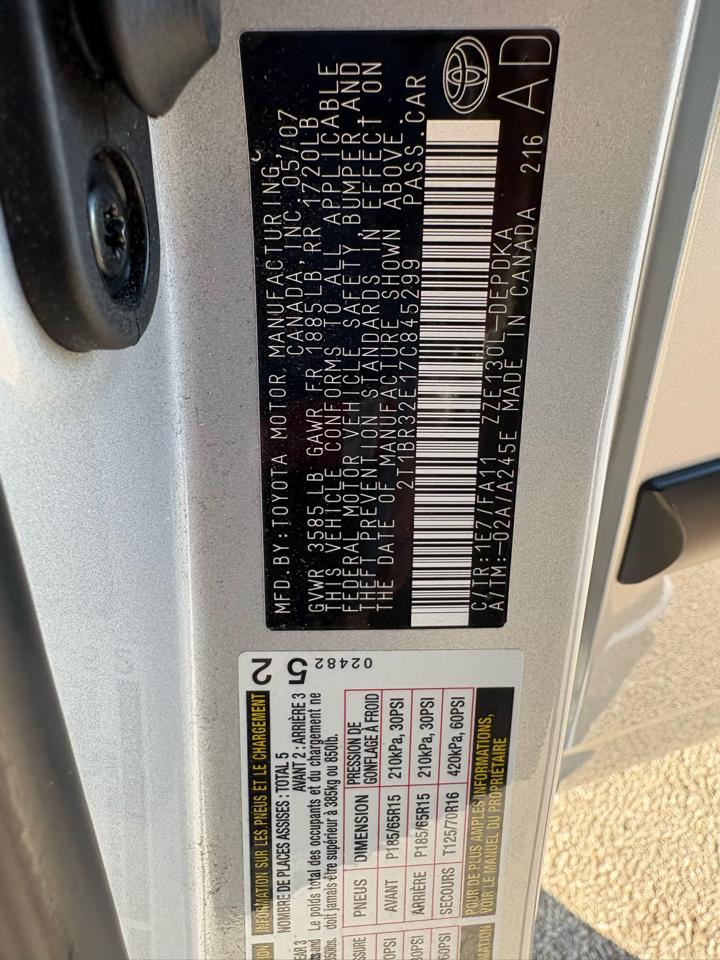 MFD. BY: TOYOTA MOTOR MANUFACTURING,
CANADA, INC. 05/07
GVWR 3585 LB GAWR FR 1885 LB, RR 1720LB
THIS VEHICLE CONFORMS TO ALL APPLICABLE
FEDERAL MOTOR VEHICLE SAFETY, BUMPER, AND
THEFT PREVENTION STANDARDS IN EFFECT ON
THE DATE OF MANUFACTURE SHOWN ABOVE.
2T1BR32E17C845299 PASS. CAR
C/TR: 1E7/FA11 ZZE130L-DEPDKA
A/TM: -02A/A245E MADE IN CANADA 216
AD
52
02482
INFORMATION SUR LES PNEUS ET LE CHARGEMENT
NOMBRE DE PLACES ASSISES : TOTAL 5
AVANT 2 : ARRIÈRE 3
Le poids total des occupants et du chargement ne
doit jamais être supérieur à 385kg ou 850lb.
PNEUS DIMENSION PRESSION DE GONFLAGE À FROID
AVANT P185/65R15 210kPa, 30PSI
ARRIÈRE P185/65R15 210kPa, 30PSI
SECOURS T125/70R16 420kPa, 60PSI
POUR DE PLUS AMPLES INFORMATIONS,
VOIR LE MANUEL DU PROPRIÉTAIRE